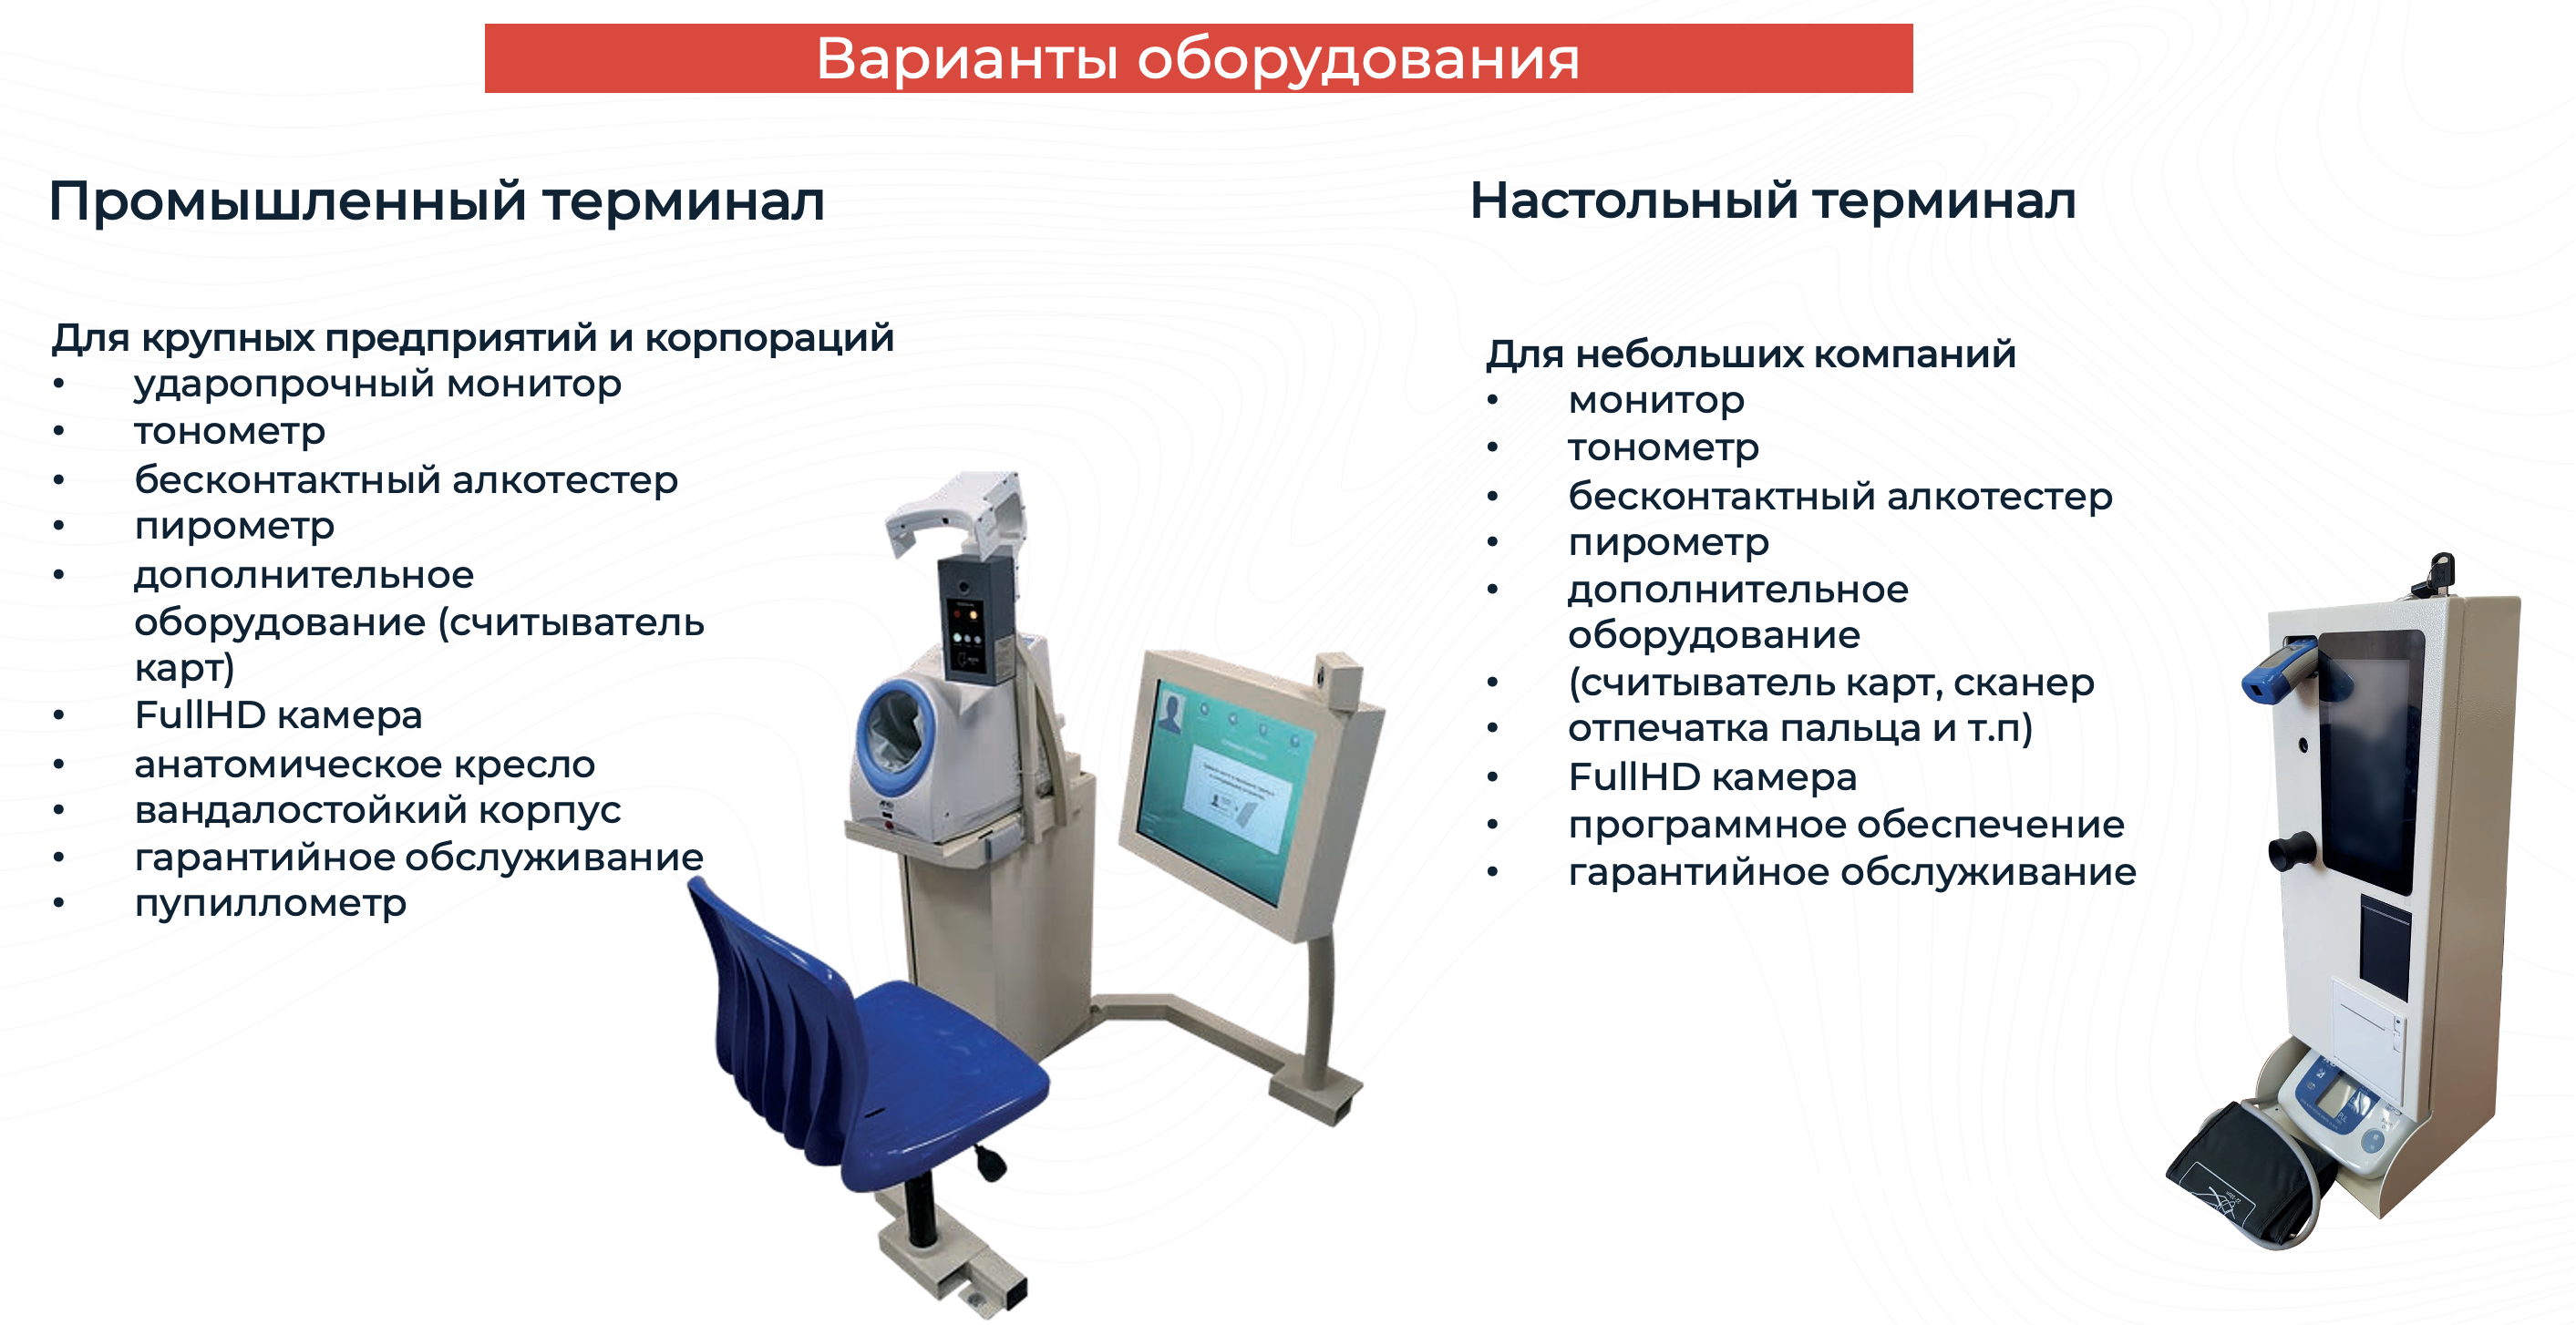 Варианты оборудования
Промышленный терминал
Для крупных предприятий и корпораций
• ударопрочный монитор
• тонометр
• бесконтактный алкотестер
• пирометр
• дополнительное
оборудование (считыватель
карт)
• FullHD камера
• анатомическое кресло
• вандалостойкий корпус
• гарантийное обслуживание
• пупиллометр
Настольный терминал
Для небольших компаний
• монитор
• тонометр
• бесконтактный алкотестер
• пирометр
• дополнительное
оборудование
• (считыватель карт, сканер
• отпечатка пальца и т.п)
• FullHD камера
• программное обеспечение
• гарантийное обслуживание